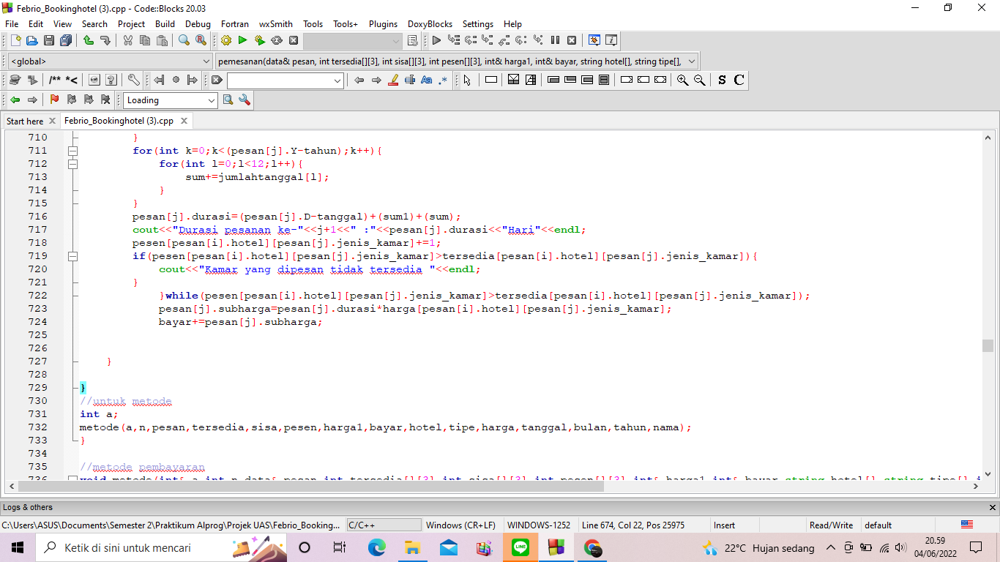 Febrio_Bookinghotel (3).cpp - Code::Blocks 20.03
File Edit View Search Project Build Debug Fortran wxSmith Tools Tools+ Plugins DoxyBlocks Settings Help
<global> pemesanan(data& pesan, int tersedia[][3], int sisa[][3], int pesen[][3], int& harga1, int& bayar, string hotel[], string tipe[],
/** *< Aa .* S C
Loading
Start here Febrio_Bookinghotel (3).cpp
710 }
711 for(int k=0;k<(pesan[j].Y-tahun);k++){
712 for(int l=0;l<12;l++){
713 sum+=jumlahtanggal[l];
714 }
715 }
716 pesan[j].durasi=(pesan[j].D-tanggal)+(sum1)+(sum);
717 cout<<"Durasi pesanan ke-"<<j+1<<" :"<<pesan[j].durasi<<"Hari"<<endl;
718 pesen[pesan[i].hotel][pesan[j].jenis_kamar]+=1;
719 if(pesen[pesan[i].hotel][pesan[j].jenis_kamar]>tersedia[pesan[i].hotel][pesan[j].jenis_kamar]){
720 cout<<"Kamar yang dipesan tidak tersedia "<<endl;
721 }
722 }while(pesen[pesan[i].hotel][pesan[j].jenis_kamar]>tersedia[pesan[i].hotel][pesan[j].jenis_kamar]);
723 pesan[j].subharga=pesan[j].durasi*harga[pesan[i].hotel][pesan[j].jenis_kamar];
724 bayar+=pesan[j].subharga;
725
726
727 }
728
729 }
730 //untuk metode
731 int a;
732 metode(a,n,pesan,tersedia,sisa,pesen,harga1,bayar,hotel,tipe,harga,tanggal,bulan,tahun,nama);
733 }
734
735 //metode pembayaran
Logs & others
C:\Users\ASUS\Documents\Semester 2\Praktikum Alprog\Projek UAS\Febrio_Booking... C/C++ Windows (CR+LF) WINDOWS-1252 Line 674, Col 22, Pos 25975 Insert Read/Write default
Ketik di sini untuk mencari LINE 22°C Hujan sedang 20.59
04/06/2022